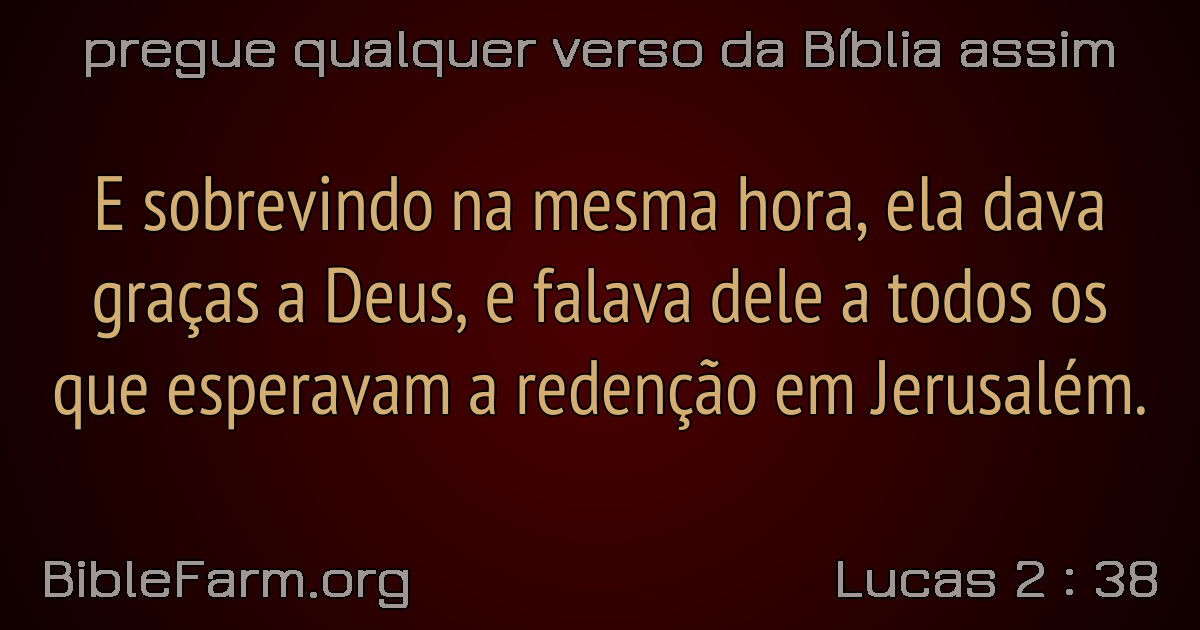 pregue qualquer verso da Bíblia assim
E sobrevindo na mesma hora, ela dava
graças a Deus, e falava dele a todos os
que esperavam a redenção em Jerusalém.
BibleFarm.org
Lucas 2 : 38